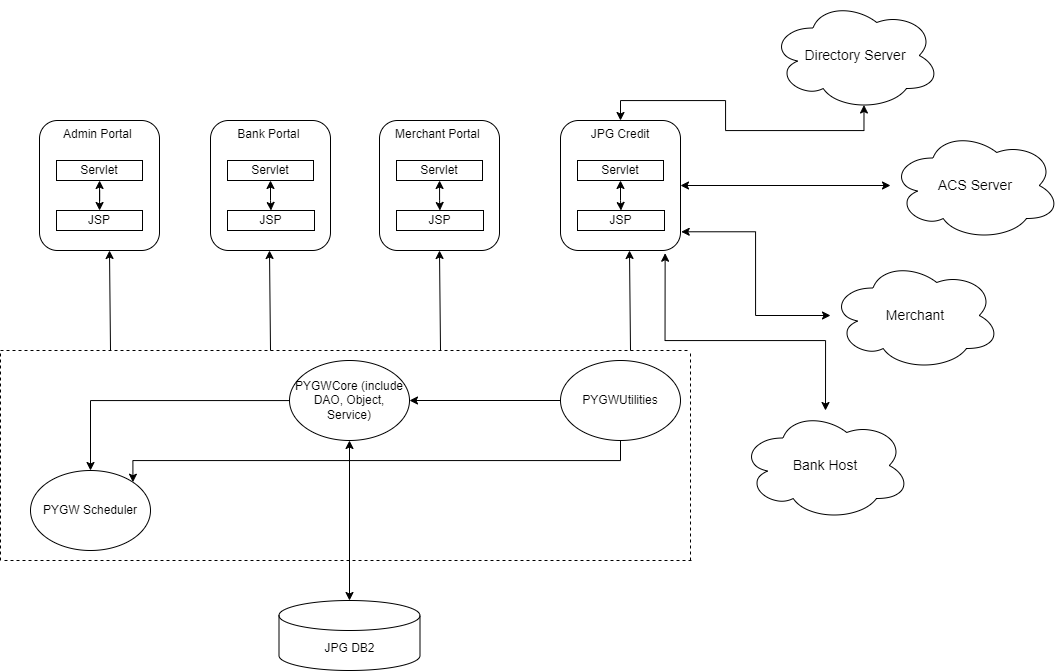 Directory Server
Admin Portal
Bank Portal
Merchant Portal
JPG Credit
Servlet
Servlet
Servlet
Servlet
ACS Server
JSP
JSP
JSP
JSP
Merchant
PYGWCore (include
DAO, Object,
Service)
PYGWUtilities
Bank Host
PYGW Scheduler
JPG DB2